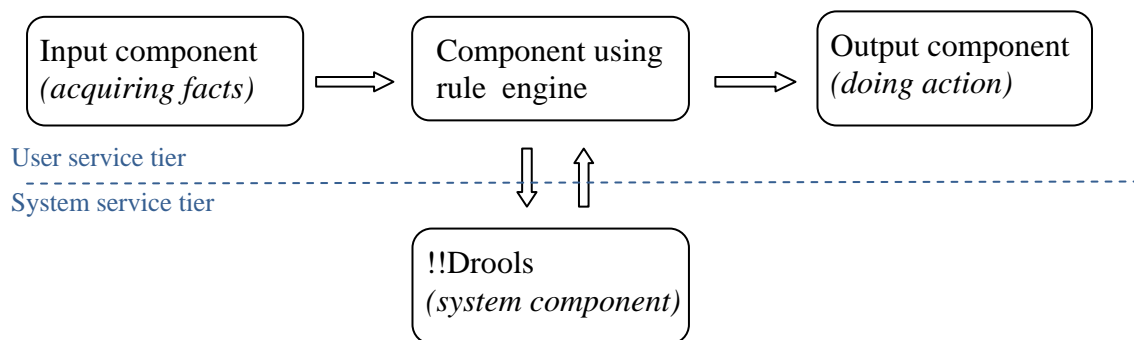 Input component
(acquiring facts)
Component using
rule engine
Output component
(doing action)
User service tier
System service tier
!!Drools
(system component)